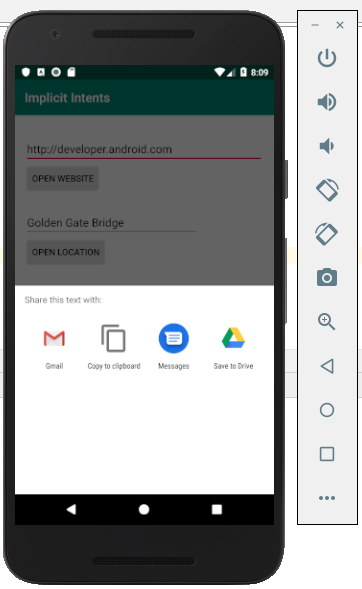 8:09
Implicit Intents
http://developer.android.com
OPEN WEBSITE
Golden Gate Bridge
OPEN LOCATION
Share this text with:
Gmail
Copy to clipboard
Messages
Save to Drive